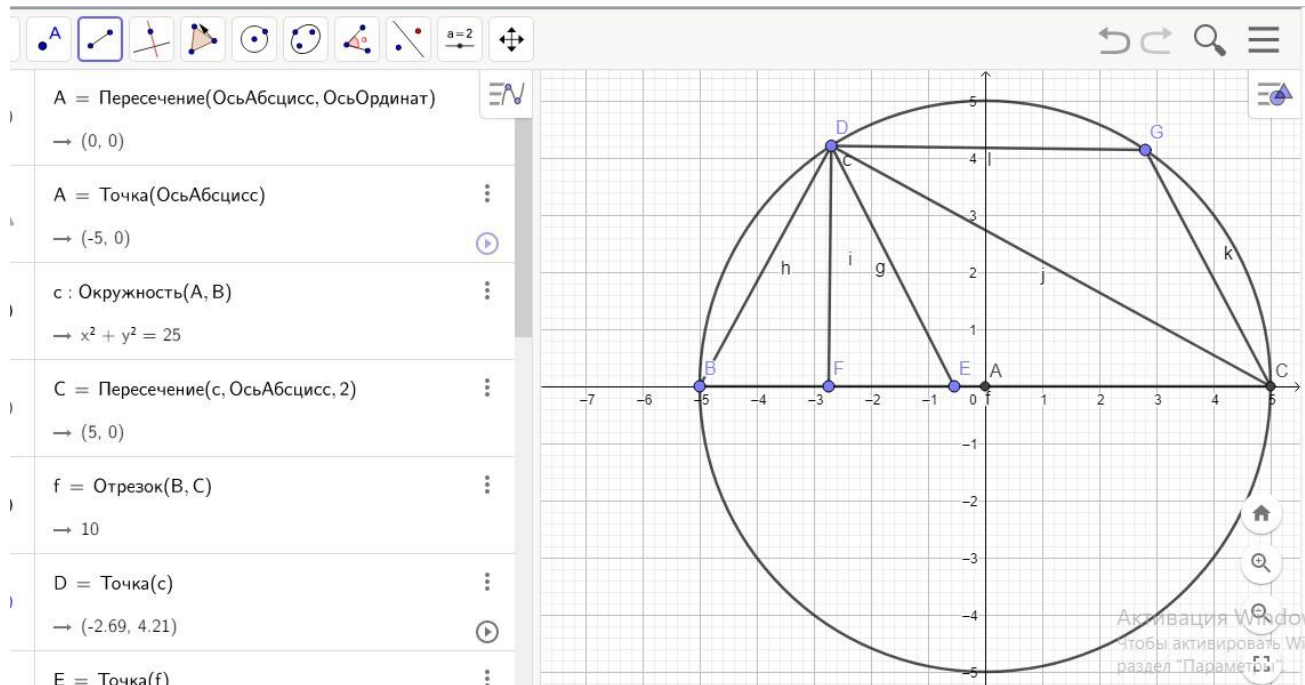 A
a = 2
A = Пересечение(ОсьАбсцисс, ОсьОрдинат)
→ (0, 0)
A = Точка(ОсьАбсцисс)
→ (-5, 0)
c : Окружность(A, B)
→ x² + y² = 25
C = Пересечение(c, ОсьАбсцисс, 2)
→ (5, 0)
f = Отрезок(B, C)
→ 10
D = Точка(c)
→ (-2.69, 4.21)
E = Точка(f)
5
D
G
c
4
l
3
h
i
g
2
j
k
1
B
F
E
A
C
−7
−6
−5
−4
−3
−2
−1
0
f
1
2
3
4
5
−1
−2
−3
−4
−5
Активация Windo
Чтобы активировать Wi
раздел "Параметры".